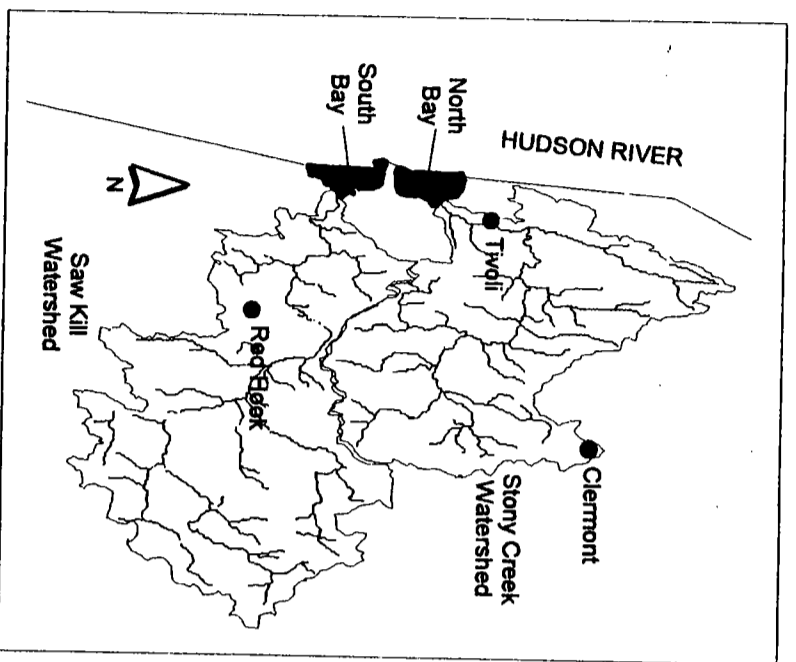 HUDSON RIVER
North
Bay
South
Bay
Tivoli
Clermont
Stony Creek
Watershed
Red Hook
Saw Kill
Watershed
N